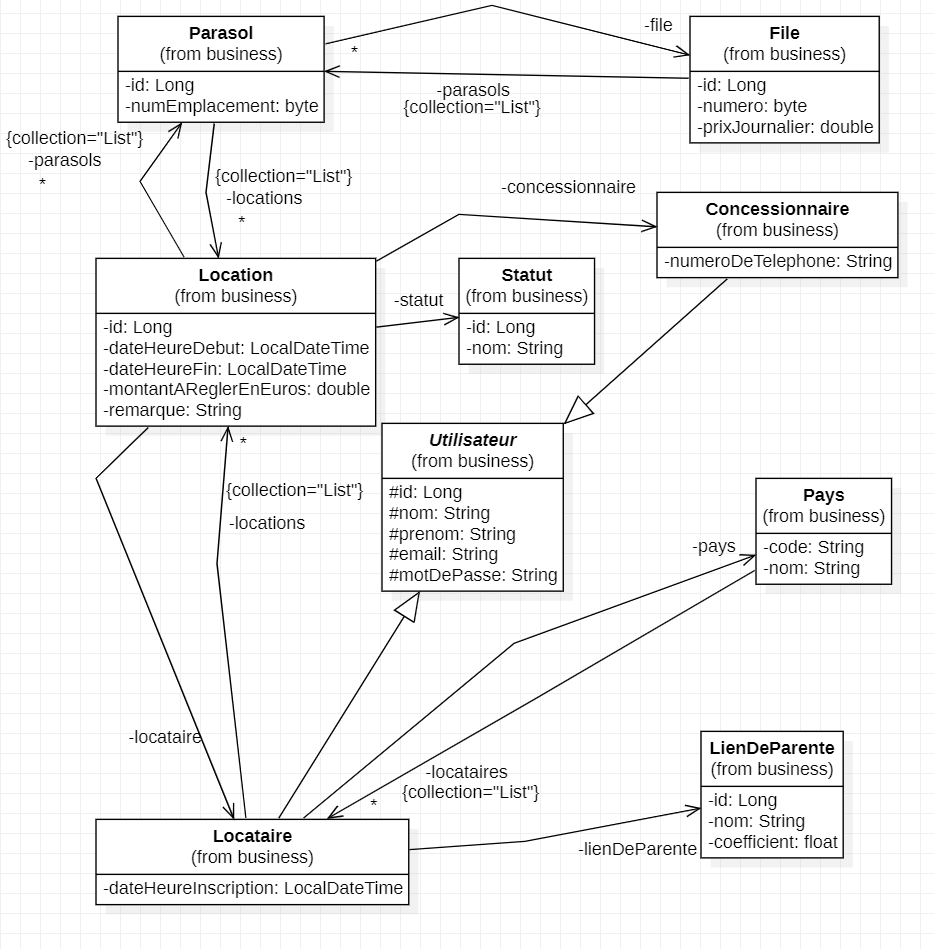 Parasol
(from business)
-id: Long
-numEmplacement: byte
*
-file
File
(from business)
-id: Long
-numero: byte
-prixJournalier: double
-parasols
{collection="List"}
{collection="List"}
-parasols
*
{collection="List"}
-locations
*
-concessionnaire
Concessionnaire
(from business)
-numeroDeTelephone: String
Location
(from business)
-id: Long
-dateHeureDebut: LocalDateTime
-dateHeureFin: LocalDateTime
-montantAReglerEnEuros: double
-remarque: String
-statut
Statut
(from business)
-id: Long
-nom: String
*
{collection="List"}
-locations
Utilisateur
(from business)
#id: Long
#nom: String
#prenom: String
#email: String
#motDePasse: String
-pays
Pays
(from business)
-code: String
-nom: String
-locataire
-locataires
{collection="List"}
*
LienDeParente
(from business)
-id: Long
-nom: String
-coefficient: float
-lienDeParente
Locataire
(from business)
-dateHeureInscription: LocalDateTime